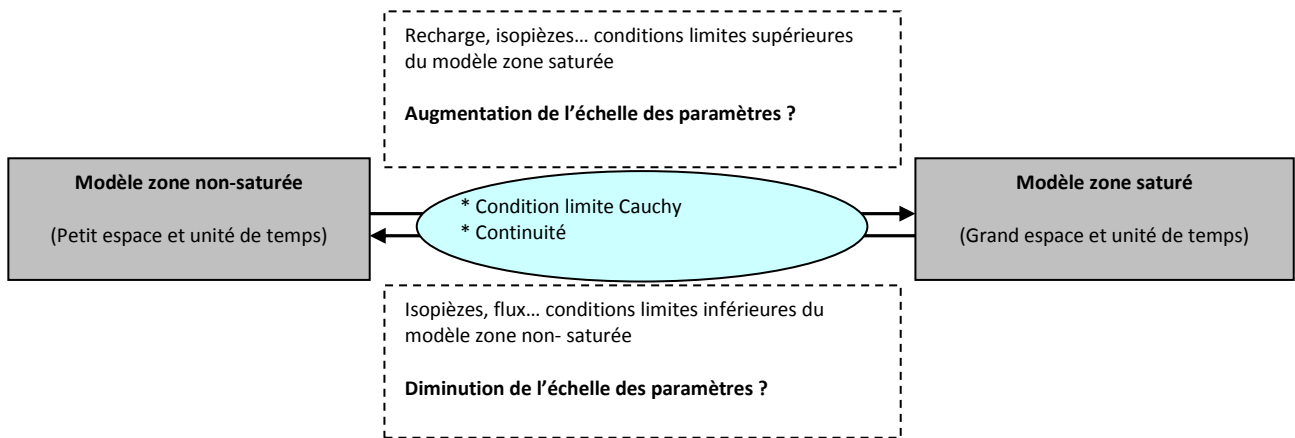 Recharge, isopièzes… conditions limites supérieures
du modèle zone saturée
Augmentation de l’échelle des paramètres ?
Modèle zone non-saturée
(Petit espace et unité de temps)
* Condition limite Cauchy
* Continuité
Modèle zone saturé
(Grand espace et unité de temps)
Isopièzes, flux… conditions limites inférieures du
modèle zone non- saturée
Diminution de l’échelle des paramètres ?